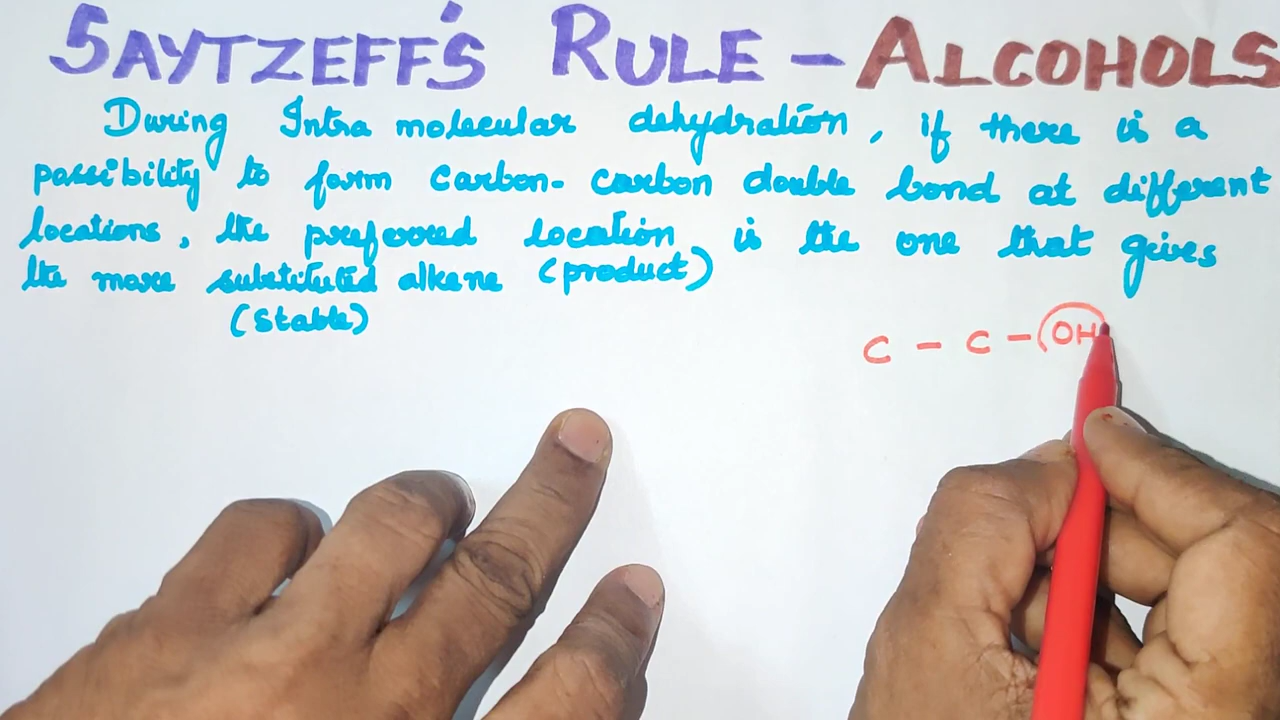 SAYTZEFF'S RULE - ALCOHOLS
During Intra molecular dehydration, if there is a
possibility to form carbon-carbon double bond at different
locations, the preferred location is the one that gives
the more substituted alkene (product)
(stable)
C - C - OH